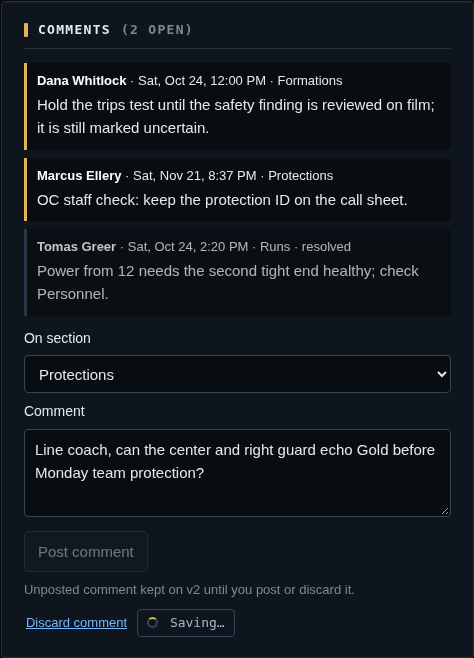 COMMENTS (2 OPEN)
Dana Whitlock · Sat, Oct 24, 12:00 PM · Formations
Hold the trips test until the safety finding is reviewed on film;
it is still marked uncertain.
Marcus Ellery · Sat, Nov 21, 8:37 PM · Protections
OC staff check: keep the protection ID on the call sheet.
Tomas Greer · Sat, Oct 24, 2:20 PM · Runs · resolved
Power from 12 needs the second tight end healthy; check
Personnel.
On section
Protections
Comment
Line coach, can the center and right guard echo Gold before
Monday team protection?
Post comment
Unposted comment kept on v2 until you post or discard it.
Discard comment Saving…